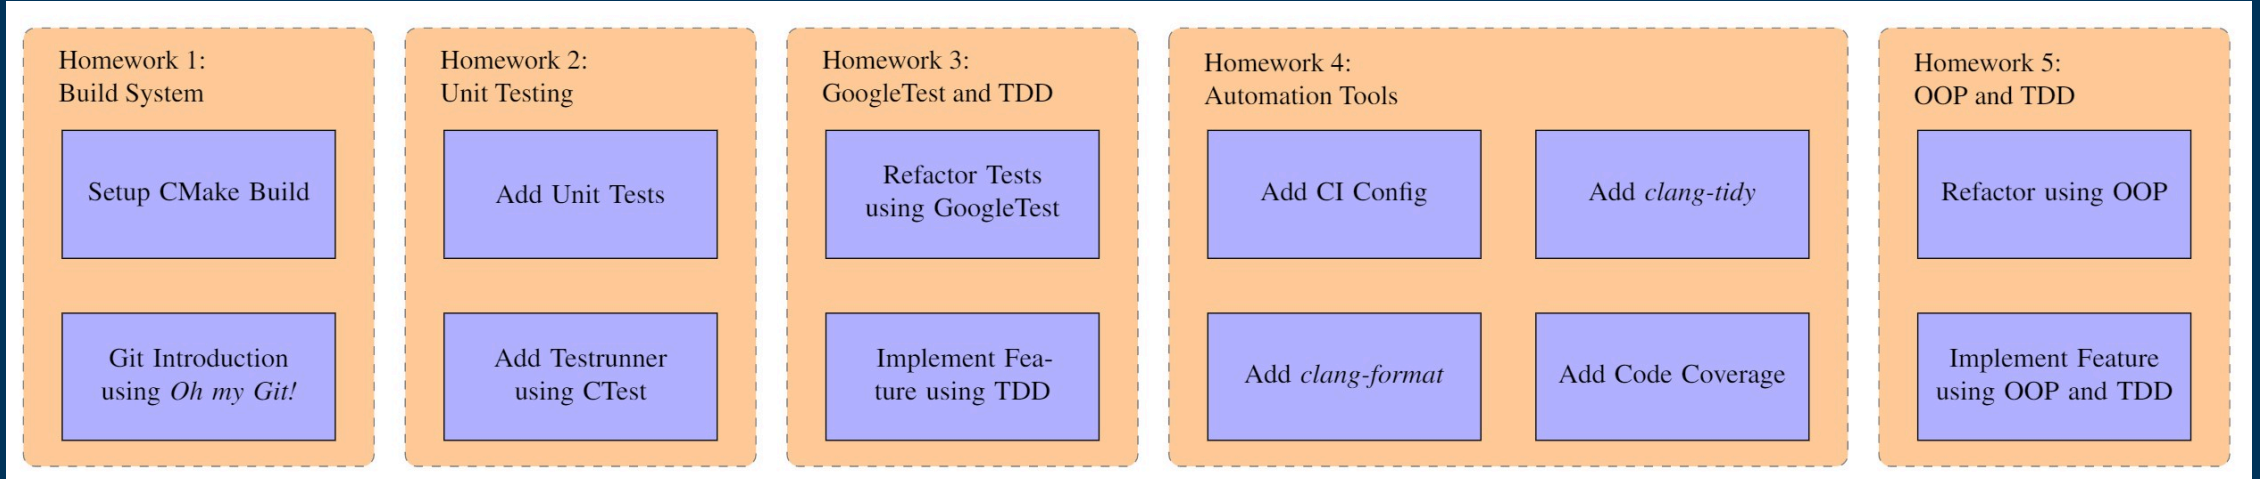 Homework 1:
Build System
Setup CMake Build
Git Introduction
using Oh my Git!
Homework 2:
Unit Testing
Add Unit Tests
Add Testrunner
using CTest
Homework 3:
GoogleTest and TDD
Refactor Tests
using GoogleTest
Implement Fea-
ture using TDD
Homework 4:
Automation Tools
Add CI Config
Add clang-tidy
Add clang-format
Add Code Coverage
Homework 5:
OOP and TDD
Refactor using OOP
Implement Feature
using OOP and TDD